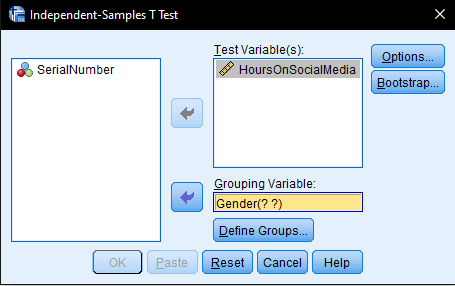 Independent-Samples T Test
SerialNumber
Test Variable(s):
HoursOnSocialMedia
Grouping Variable:
Gender(? ?)
Define Groups...
Options...
Bootstrap...
OK
Paste
Reset
Cancel
Help